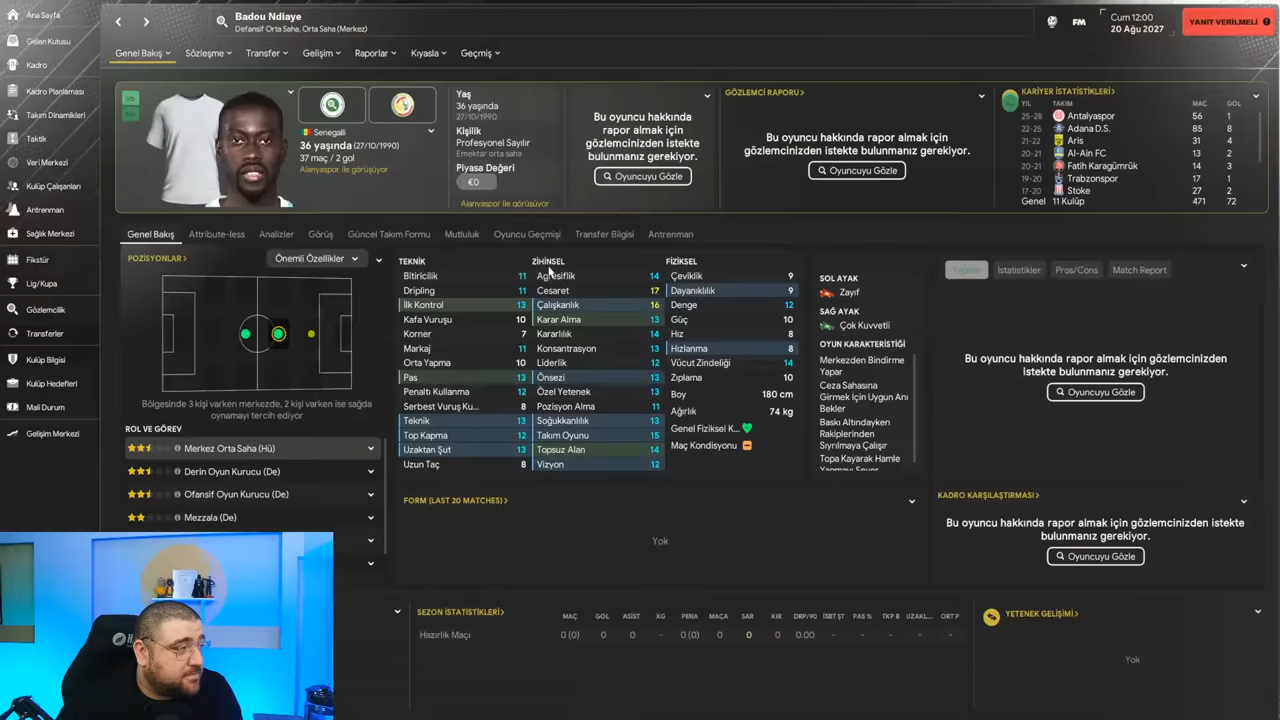 Ana Sayfa
Gelen Kutusu
Kadro
Kadro Planlaması
Takım Dinamikleri
Taktik
Veri Merkezi
Kulüp Çalışanları
Antrenman
Sağlık Merkezi
Fikstür
Lig/Kupa
Gözlemcilik
Transferler
Kulüp Bilgisi
Kulüp Hedefleri
Mali Durum
Gelişim Merkezi
Badou Ndiaye
Defansif Orta Saha, Orta Saha (Merkez)
FM
Cum 12:00
20 Ağu 2027
YANIT VERİLMELİ
Genel Bakış
Sözleşme
Transfer
Gelişim
Raporlar
Kıyasla
Geçmiş
Senegalli
36 yaşında (27/10/1990)
37 maç / 2 gol
Alanyaspor ile görüşüyor
Yaş
36 yaşında
27/10/1990
Kişilik
Profesyonel Sayılır
Emektar orta saha
Piyasa Değeri
€0
Alanyaspor ile görüşüyor
Bu oyuncu hakkında
rapor almak için
gözlemcinizden istekte
bulunmanız gerekiyor.
Oyuncuyu Gözle
GÖZLEMCİ RAPORU>
Bu oyuncu hakkında rapor almak için
gözlemcinizden istekte bulunmanız gerekiyor.
Oyuncuyu Gözle
KARİYER İSTATİSTİKLERİ>
YIL TAKIM MAÇ GOL
25-28 Antalyaspor 56 1
22-25 Adana D.S. 85 8
21-22 Aris 31 4
20-21 Al-Ain FC 13 2
20-21 Fatih Karagümrük 14 3
19-20 Trabzonspor 17 1
17-20 Stoke 27 2
Genel 11 Kulüp 471 72
Genel Bakış
Attribute-less
Analizler
Görüş
Güncel Takım Formu
Mutluluk
Oyuncu Geçmişi
Transfer Bilgisi
Antrenman
POZİSYONLAR>
Önemli Özellikler
Bölgesinde 3 kişi varken merkezde, 2 kişi varken ise sağda
oynamayı tercih ediyor
ROL VE GÖREV
Merkez Orta Saha (Hü)
Derin Oyun Kurucu (De)
Ofansif Oyun Kurucu (De)
Mezzala (De)
TEKNİK
Bitiricilik 11
Dripling 11
İlk Kontrol 13
Kafa Vuruşu 10
Korner 7
Markaj 11
Orta Yapma 10
Pas 13
Penaltı Kullanma 12
Serbest Vuruş Ku... 8
Teknik 13
Top Kapma 12
Uzaktan Şut 13
Uzun Taç 8
ZİHİNSEL
Agresiflik 14
Cesaret 17
Çalışkanlık 16
Karar Alma 13
Kararlılık 14
Konsantrasyon 13
Liderlik 12
Önsezi 13
Özel Yetenek 13
Pozisyon Alma 11
Soğukkanlılık 13
Takım Oyunu 15
Topsuz Alan 14
Vizyon 12
FİZİKSEL
Çeviklik 9
Dayanıklılık 9
Denge 12
Güç 10
Hız 8
Hızlanma 8
Vücut Zindeliği 14
Zıplama 10
Boy 180 cm
Ağırlık 74 kg
Genel Fiziksel K...
Maç Kondisyonu
SOL AYAK
Zayıf
SAĞ AYAK
Çok Kuvvetli
OYUN KARAKTERİSTİĞİ
Merkezden Bindirme
Yapar
Ceza Sahasına
Girmek İçin Uygun Anı
Bekler
Baskı Altındayken
Rakiplerinden
Sıyrılmaya Çalışır
Topa Kayarak Hamle
Yapmayı Sever
İstatistikler
Pros/Cons
Match Report
Bu oyuncu hakkında rapor almak için gözlemcinizden
istekte bulunmanız gerekiyor.
Oyuncuyu Gözle
FORM (LAST 20 MATCHES)>
Yok
KADRO KARŞILAŞTIRMASI>
Bu oyuncu hakkında rapor almak için gözlemcinizden istekte
bulunmanız gerekiyor.
Oyuncuyu Gözle
SEZON İSTATİSTİKLERİ>
MAÇ GOL ASİST XG PENA MAÇA SAR KIR DRP/90 İSBT ŞT PAS % TKP B UZAKL... ORT P
Hazırlık Maçı 0 (0) 0 0 - 0 (0) 0 0 0 0.00 - - - - -
YETENEK GELİŞİMİ>
Yok